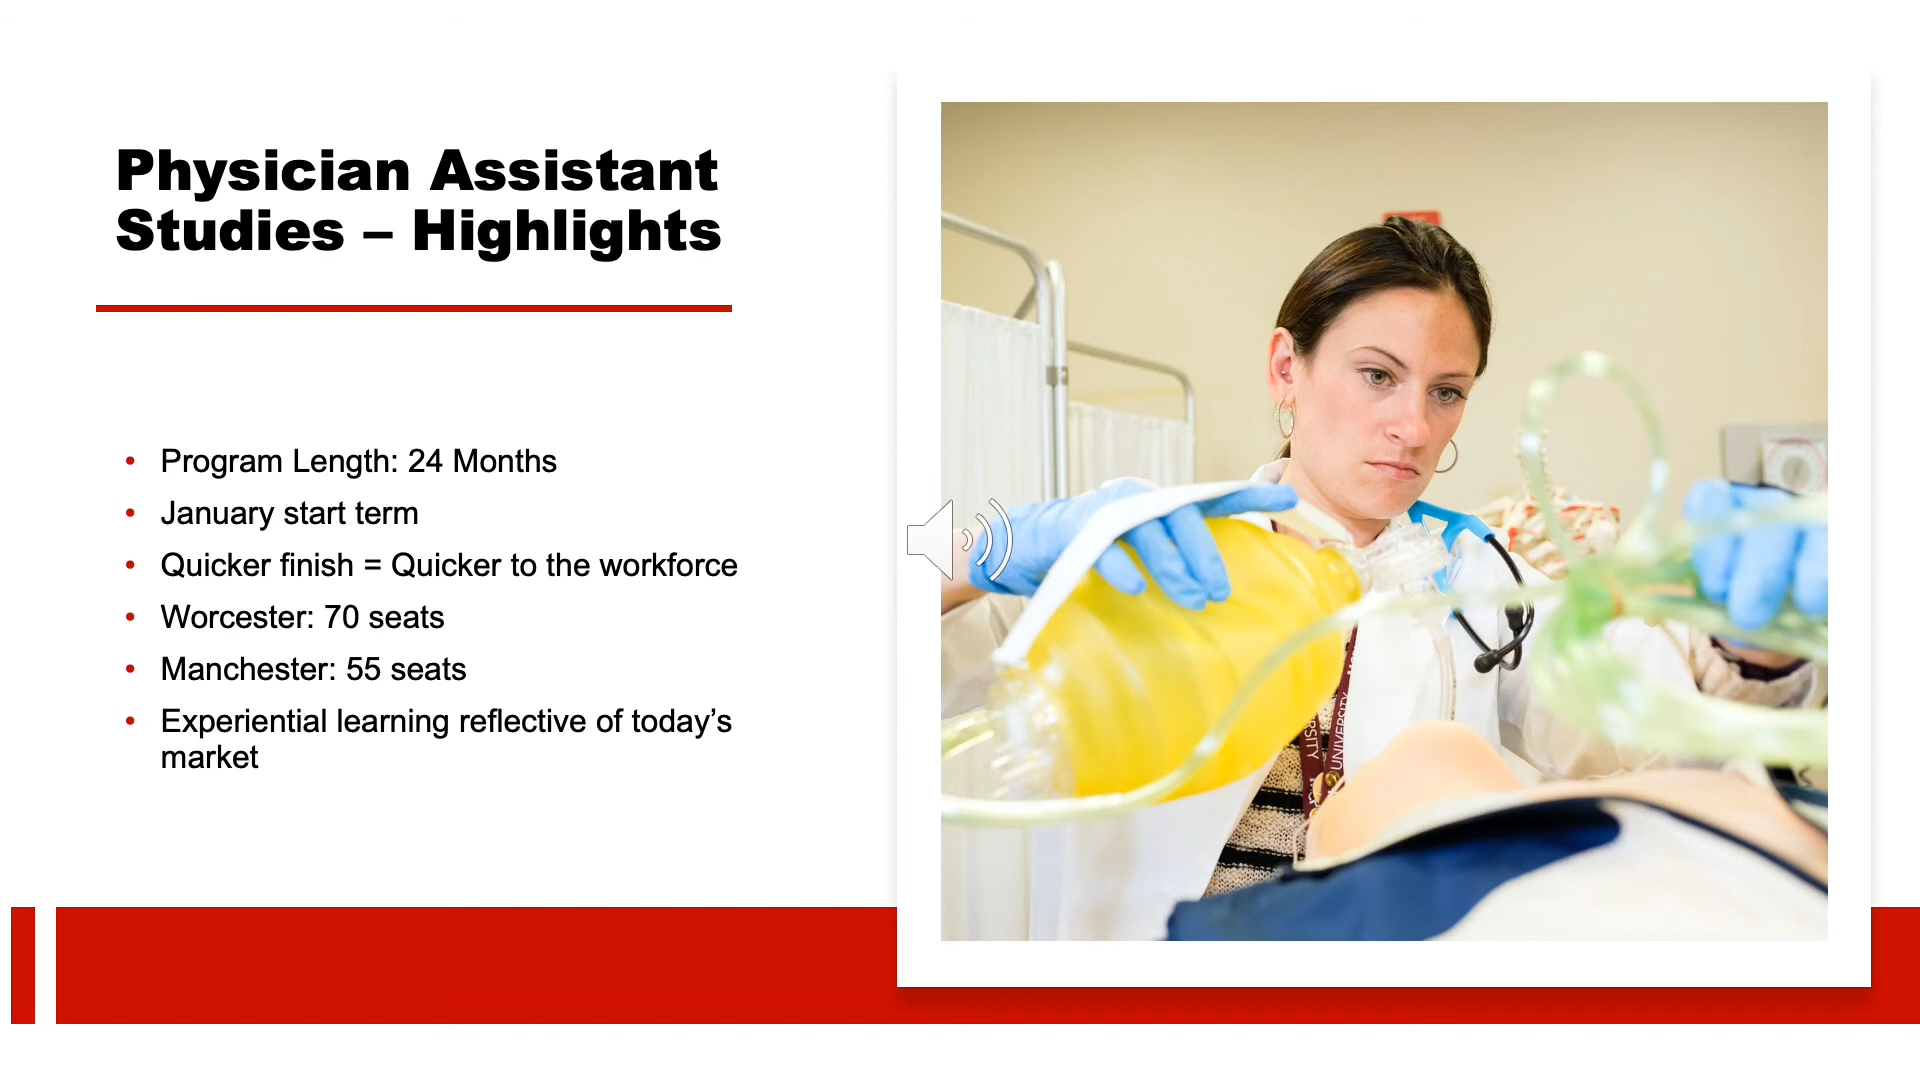 Physician Assistant
Studies – Highlights
• Program Length: 24 Months
• January start term
• Quicker finish = Quicker to the workforce
• Worcester: 70 seats
• Manchester: 55 seats
• Experiential learning reflective of today’s
market
UNIVERSITY